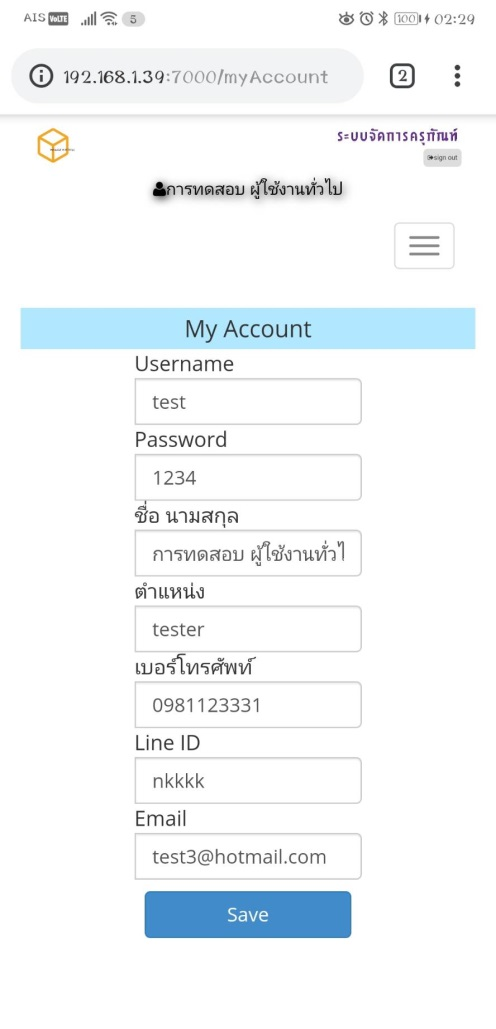 AIS VoLTE 5 100 02:29
192.168.1.39:7000/myAccount 2
ระบบจัดการครุภัณฑ์
sign out
การทดสอบ ผู้ใช้งานทั่วไป
My Account
Username
test
Password
1234
ชื่อ นามสกุล
การทดสอบ ผู้ใช้งานทั่วไ
ตำแหน่ง
tester
เบอร์โทรศัพท์
0981123331
Line ID
nkkkk
Email
test3@hotmail.com
Save